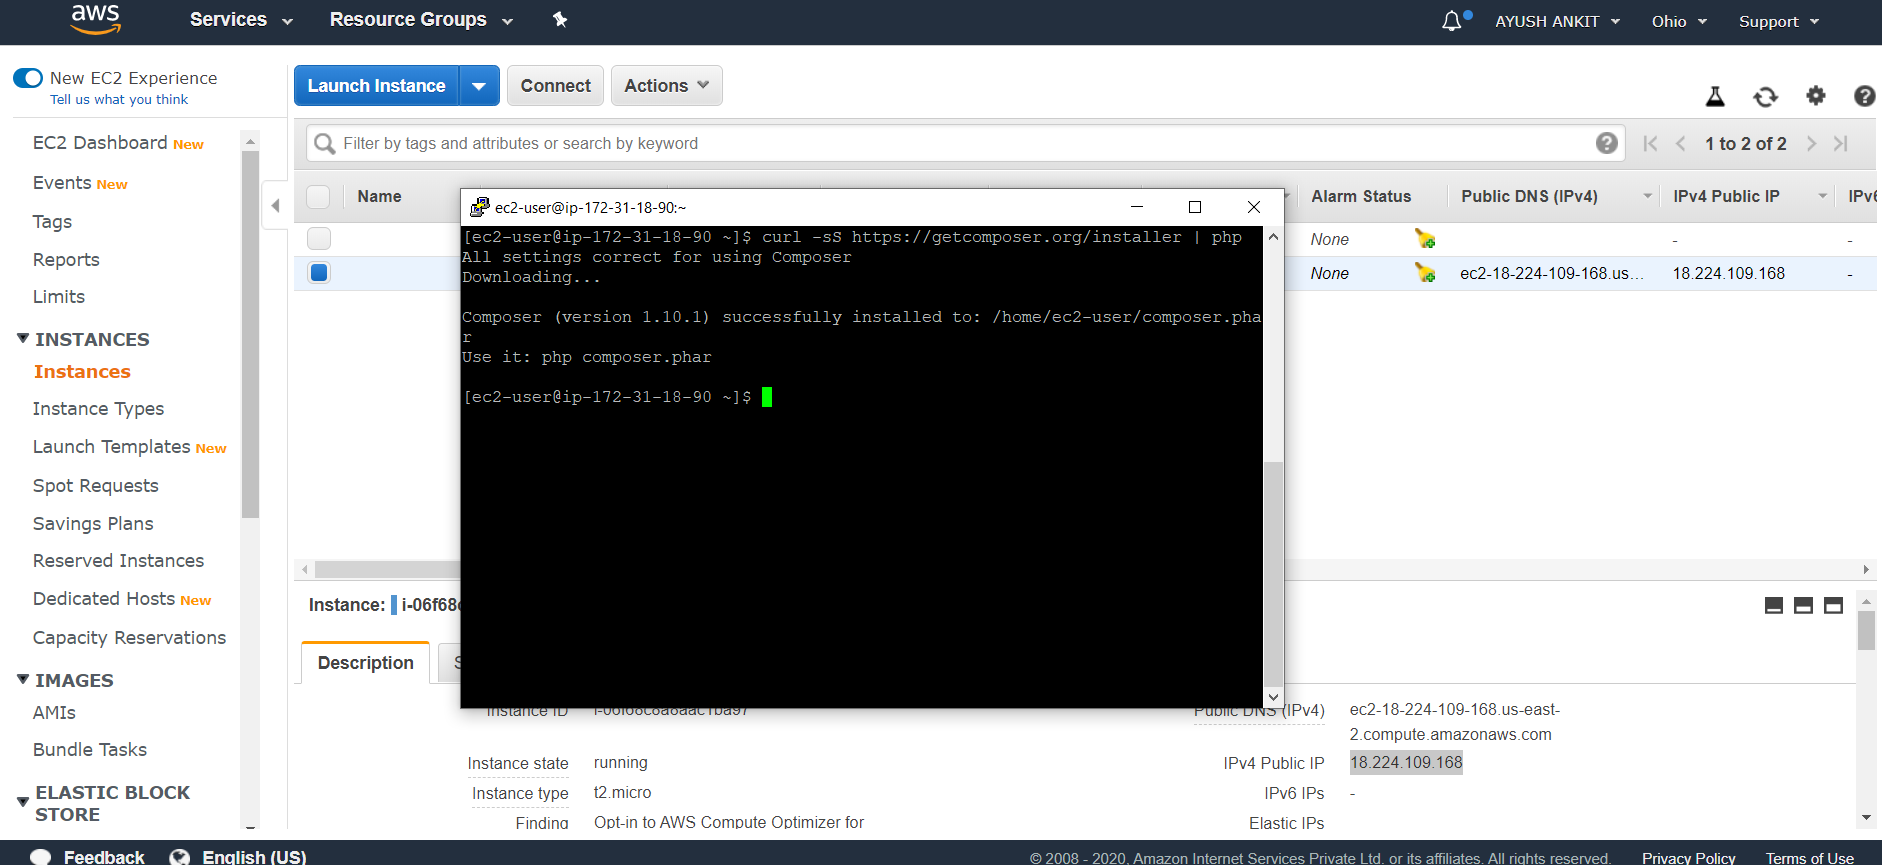 aws Services Resource Groups AYUSH ANKIT Ohio Support
New EC2 Experience
Tell us what you think
EC2 Dashboard New
Events New
Tags
Reports
Limits
INSTANCES
Instances
Instance Types
Launch Templates New
Spot Requests
Savings Plans
Reserved Instances
Dedicated Hosts New
Capacity Reservations
IMAGES
AMIs
Bundle Tasks
ELASTIC BLOCK
STORE
Launch Instance Connect Actions
Filter by tags and attributes or search by keyword 1 to 2 of 2
Name Alarm Status Public DNS (IPv4) IPv4 Public IP
None - -
None ec2-18-224-109-168.us... 18.224.109.168 -
ec2-user@ip-172-31-18-90:~
[ec2-user@ip-172-31-18-90 ~]$ curl -sS https://getcomposer.org/installer | php
All settings correct for using Composer
Downloading...
Composer (version 1.10.1) successfully installed to: /home/ec2-user/composer.pha
r
Use it: php composer.phar
[ec2-user@ip-172-31-18-90 ~]$
Instance: i-06f68
Description
Instance ID Public DNS (IPv4) ec2-18-224-109-168.us-east-
2.compute.amazonaws.com
Instance state running IPv4 Public IP 18.224.109.168
Instance type t2.micro IPv6 IPs -
Finding Opt-in to AWS Compute Optimizer for Elastic IPs
Feedback English (US) © 2008 - 2020, Amazon Internet Services Private Ltd. or its affiliates. All rights reserved. Privacy Policy Terms of Use